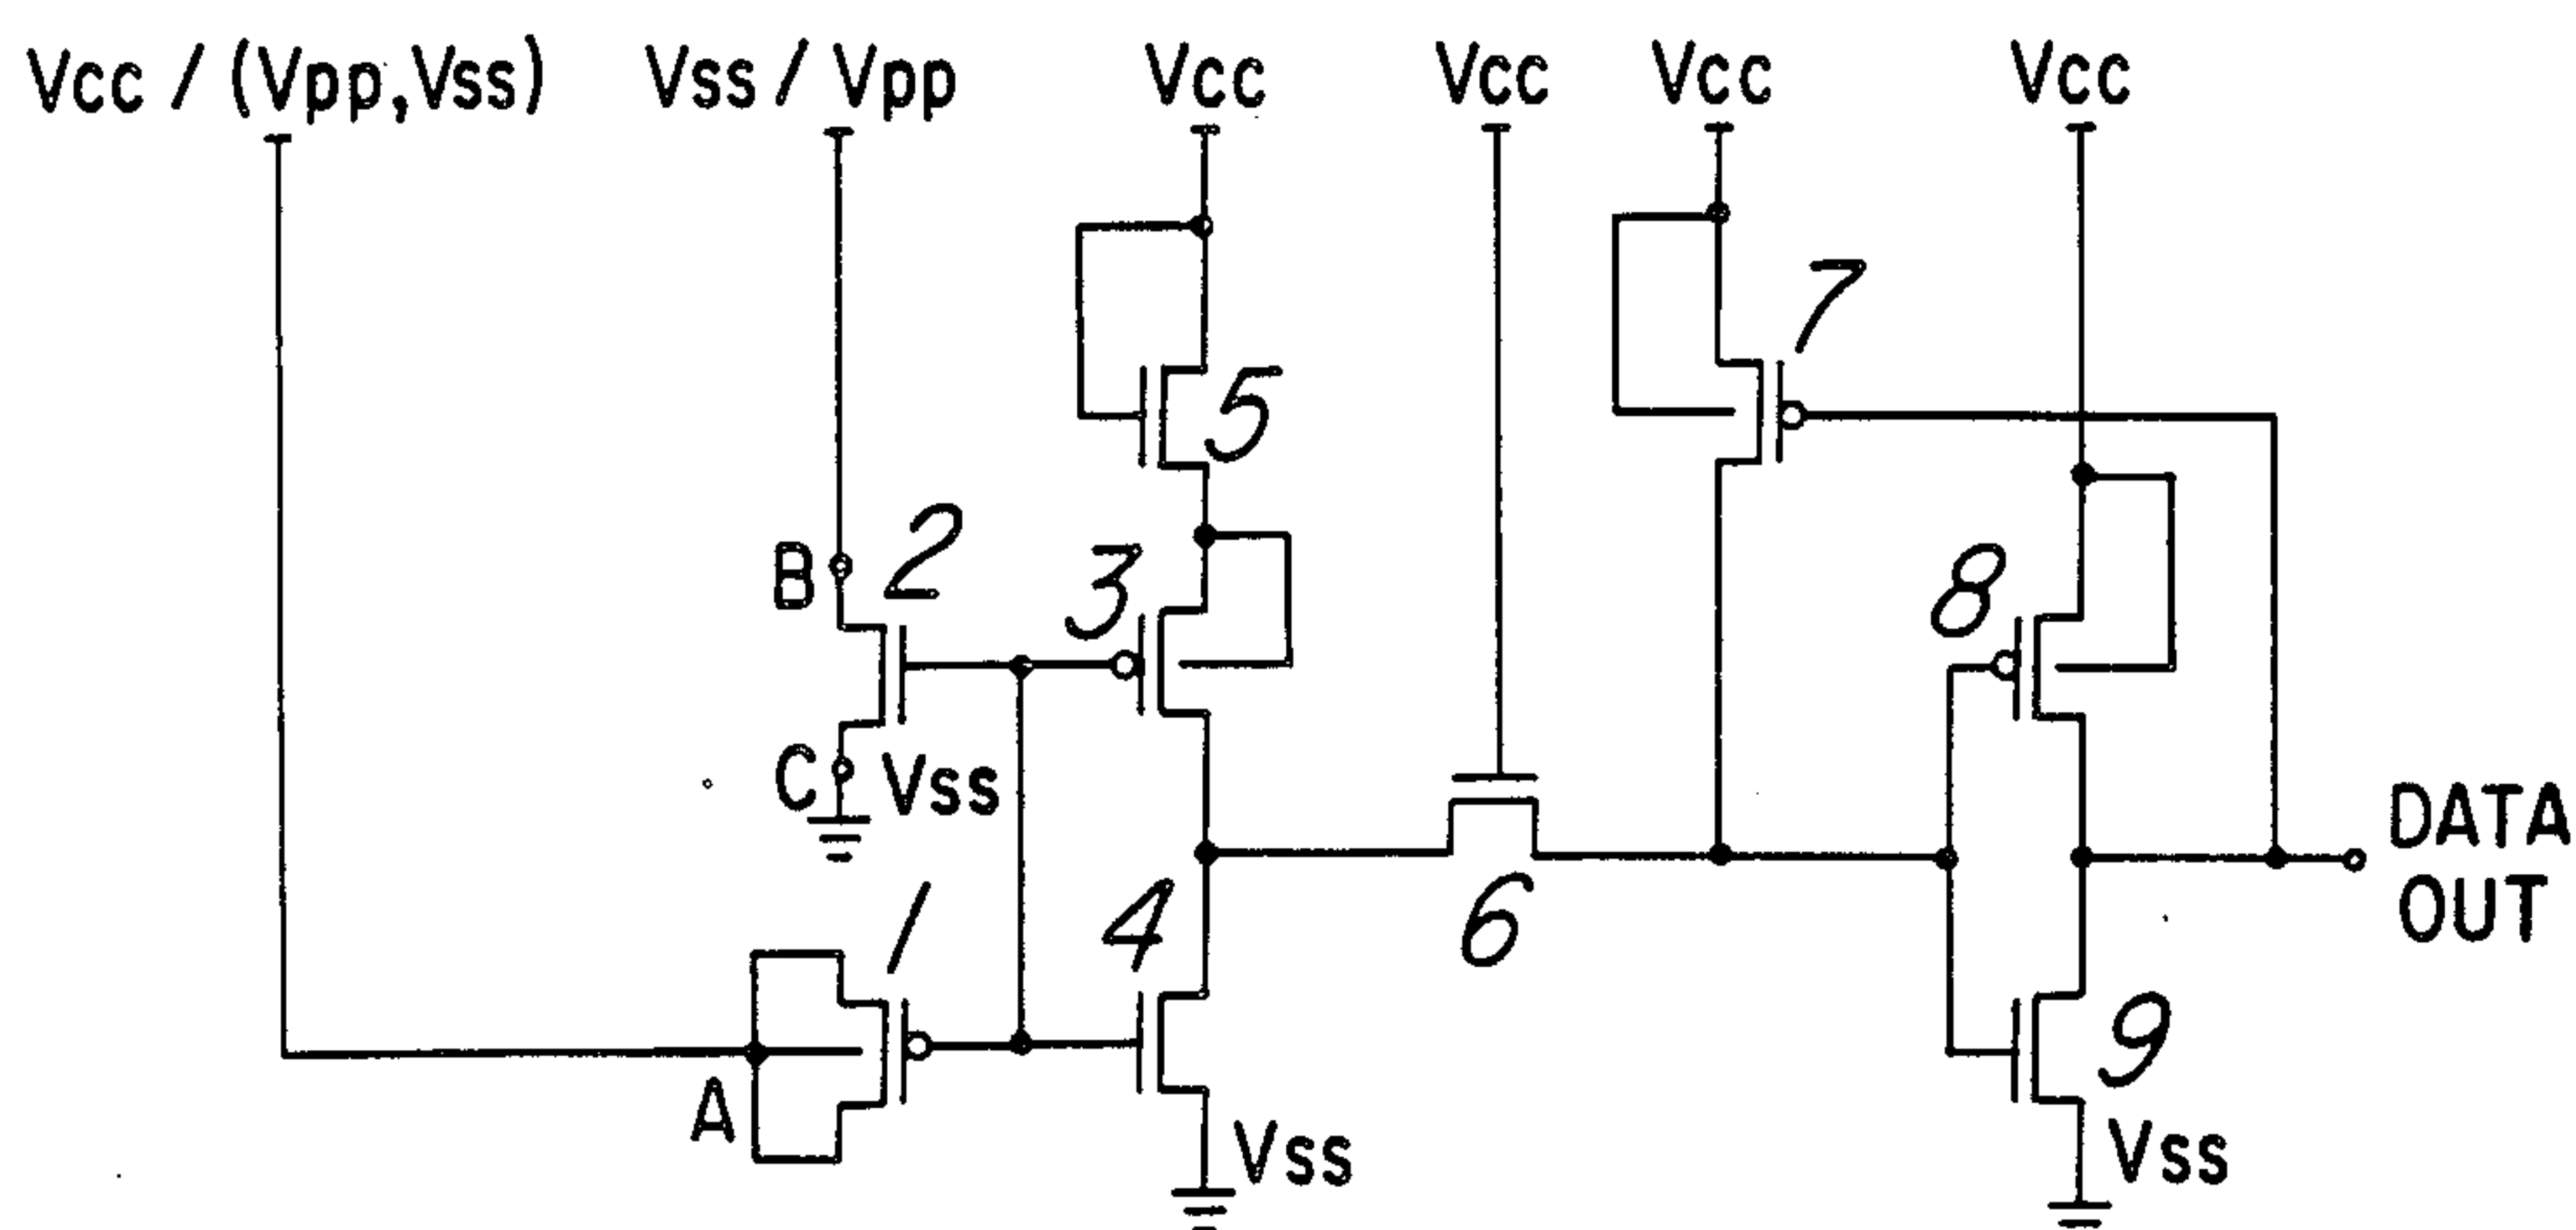 Vcc / (Vpp,Vss) Vss / Vpp Vcc Vcc Vcc Vcc
7
5
2
B
3
8
C Vss
DATA
OUT
1
4
6
9
A
Vss
Vss